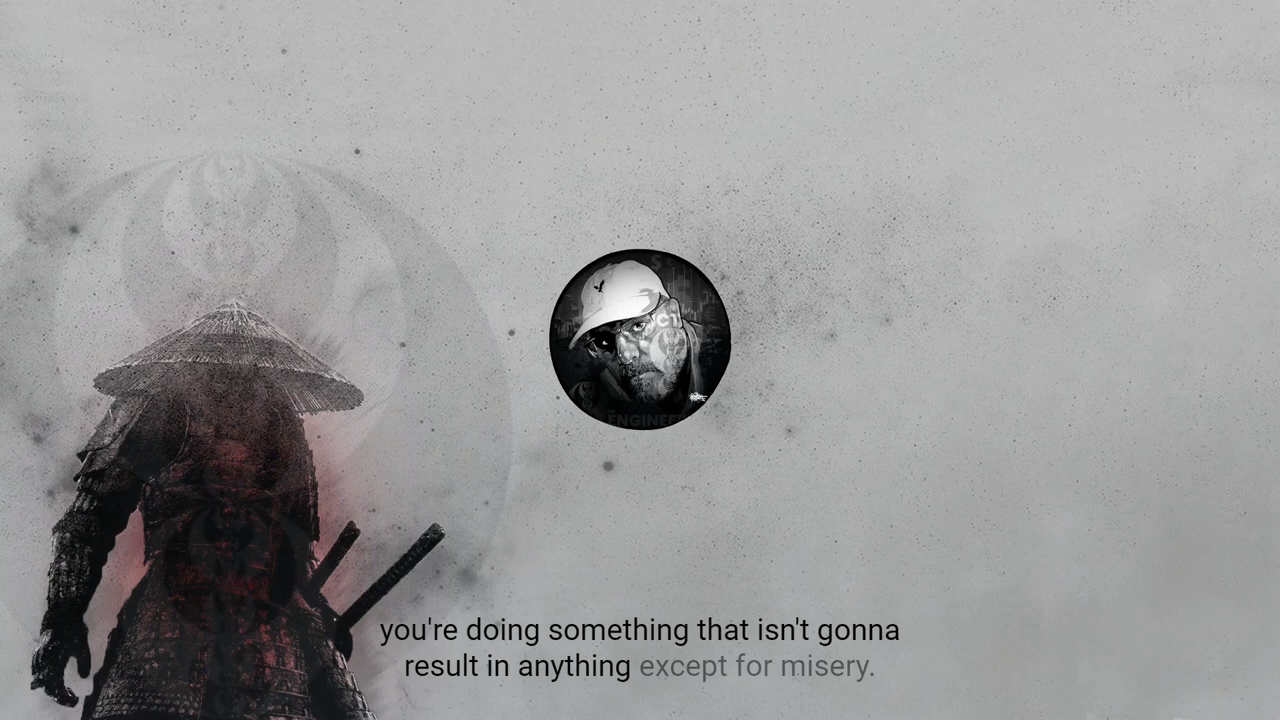 you're doing something that isn't gonna
result in anything except for misery.